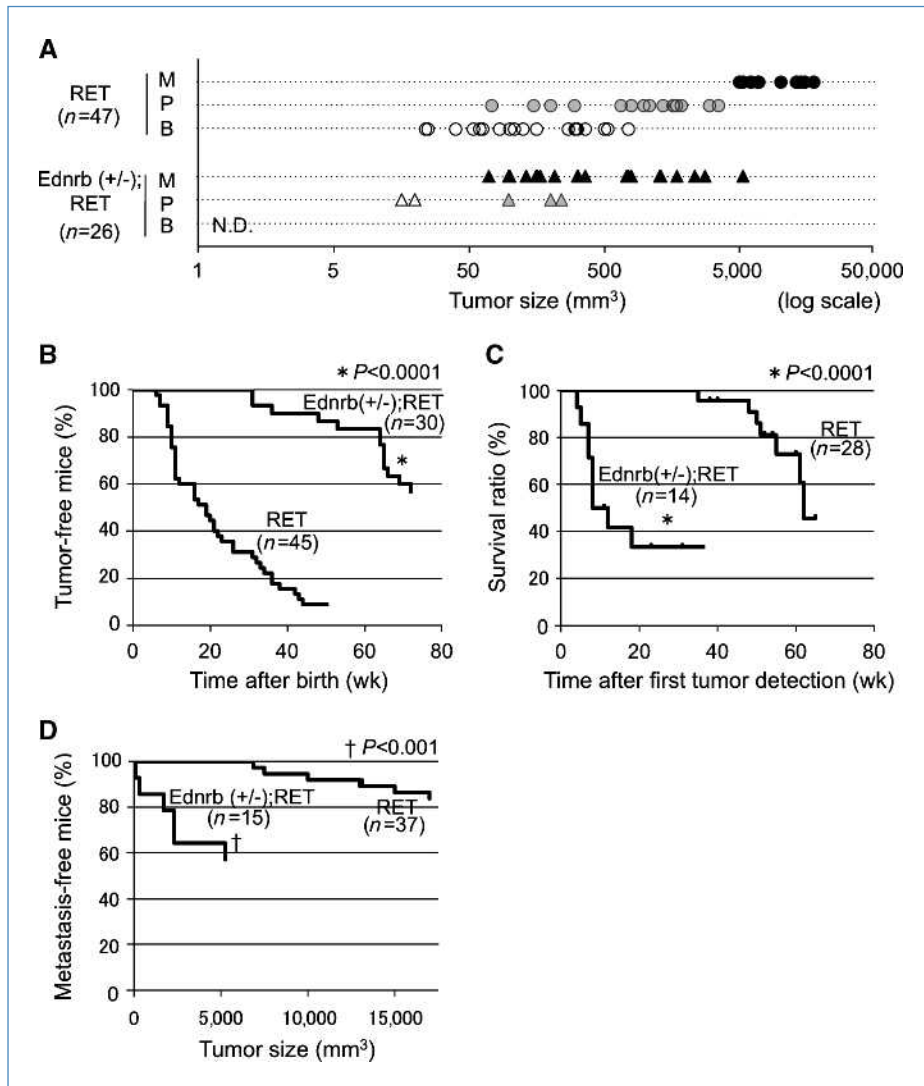 A
RET
(n=47)
M
P
B
Ednrb (+/-);
RET
(n=26)
M
P
B
N.D.
1 5 50 500 5,000 50,000
Tumor size (mm³) (log scale)
B
* P<0.0001
Tumor-free mice (%)
100
80
60
40
20
0
Ednrb(+/-);RET
(n=30)
*
RET
(n=45)
0 20 40 60 80
Time after birth (wk)
C
* P<0.0001
Survival ratio (%)
100
80
60
40
20
0
RET
(n=28)
Ednrb(+/-);RET
(n=14)
*
0 20 40 60 80
Time after first tumor detection (wk)
D
† P<0.001
Metastasis-free mice (%)
100
80
60
40
20
0
Ednrb (+/-);RET
(n=15)
†
RET
(n=37)
0 5,000 10,000 15,000
Tumor size (mm³)